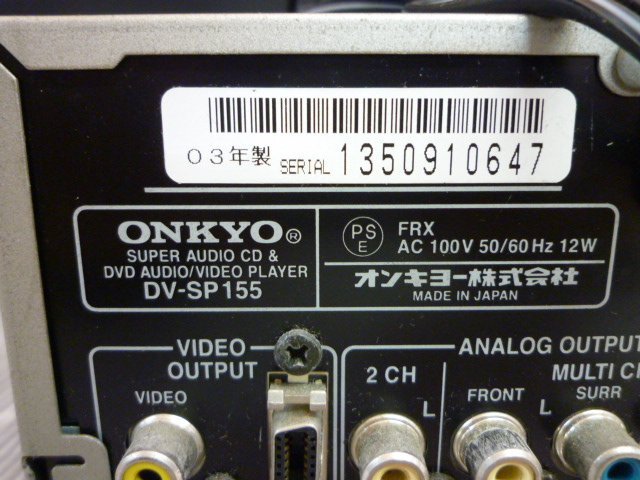 03年製 SERIAL 1350910647
ONKYO®
SUPER AUDIO CD &
DVD AUDIO/VIDEO PLAYER
DV-SP155
PS
E
FRX
AC 100V 50/60Hz 12W
オンキヨー株式会社
MADE IN JAPAN
VIDEO
OUTPUT
VIDEO
ANALOG OUTPUT
2 CH
L
MULTI C
FRONT
L
SURR